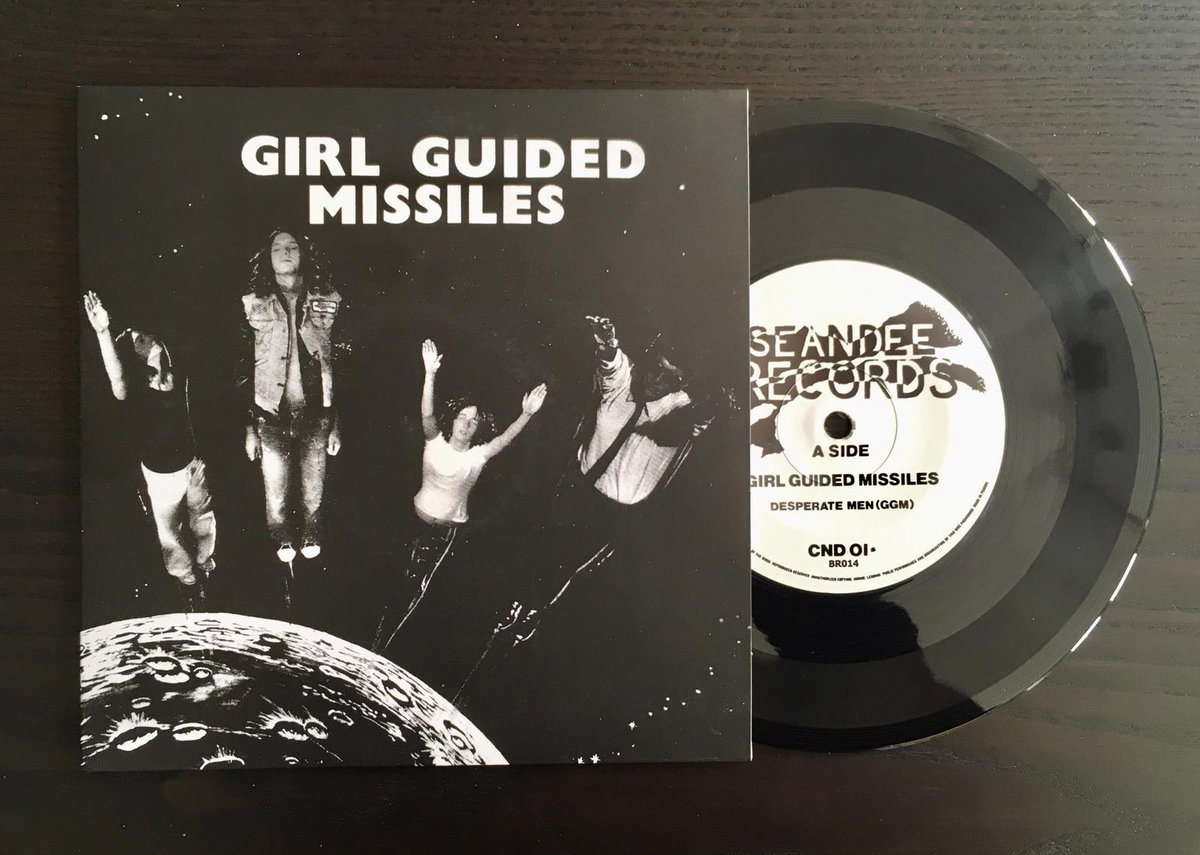 GIRL GUIDED
MISSILES
SEANDEE
RECORDS
A SIDE
GIRL GUIDED MISSILES
DESPERATE MEN (GGM)
CND 01•
BR014